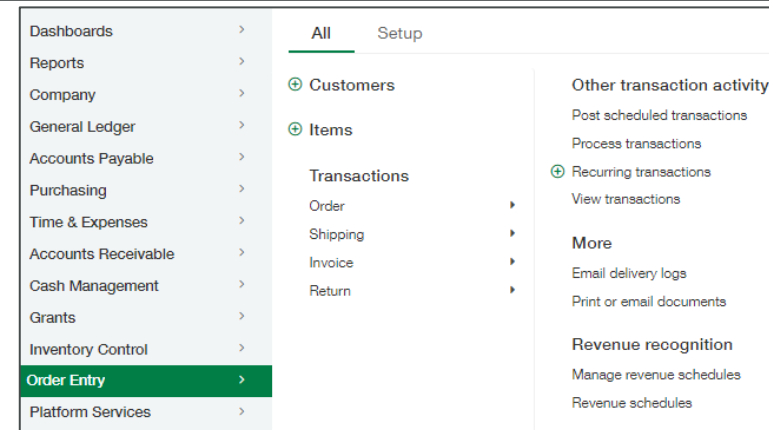 Dashboards
Reports
Company
General Ledger
Accounts Payable
Purchasing
Time & Expenses
Accounts Receivable
Cash Management
Grants
Inventory Control
Order Entry
Platform Services
All
Setup
Customers
Items
Transactions
Order
Shipping
Invoice
Return
Other transaction activity
Post scheduled transactions
Process transactions
Recurring transactions
View transactions
More
Email delivery logs
Print or email documents
Revenue recognition
Manage revenue schedules
Revenue schedules